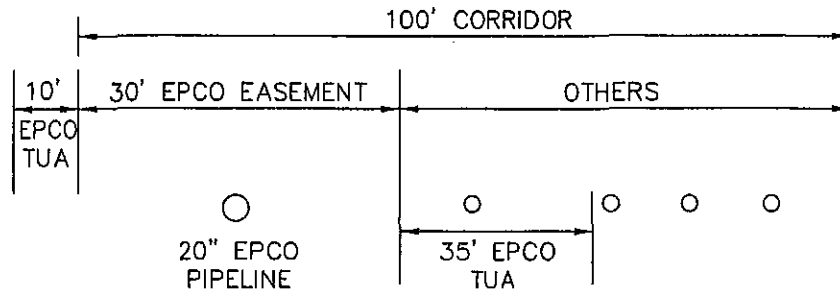 100' CORRIDOR
10'
30' EPCO EASEMENT
OTHERS
EPCO
TUA
20" EPCO
PIPELINE
35' EPCO
TUA